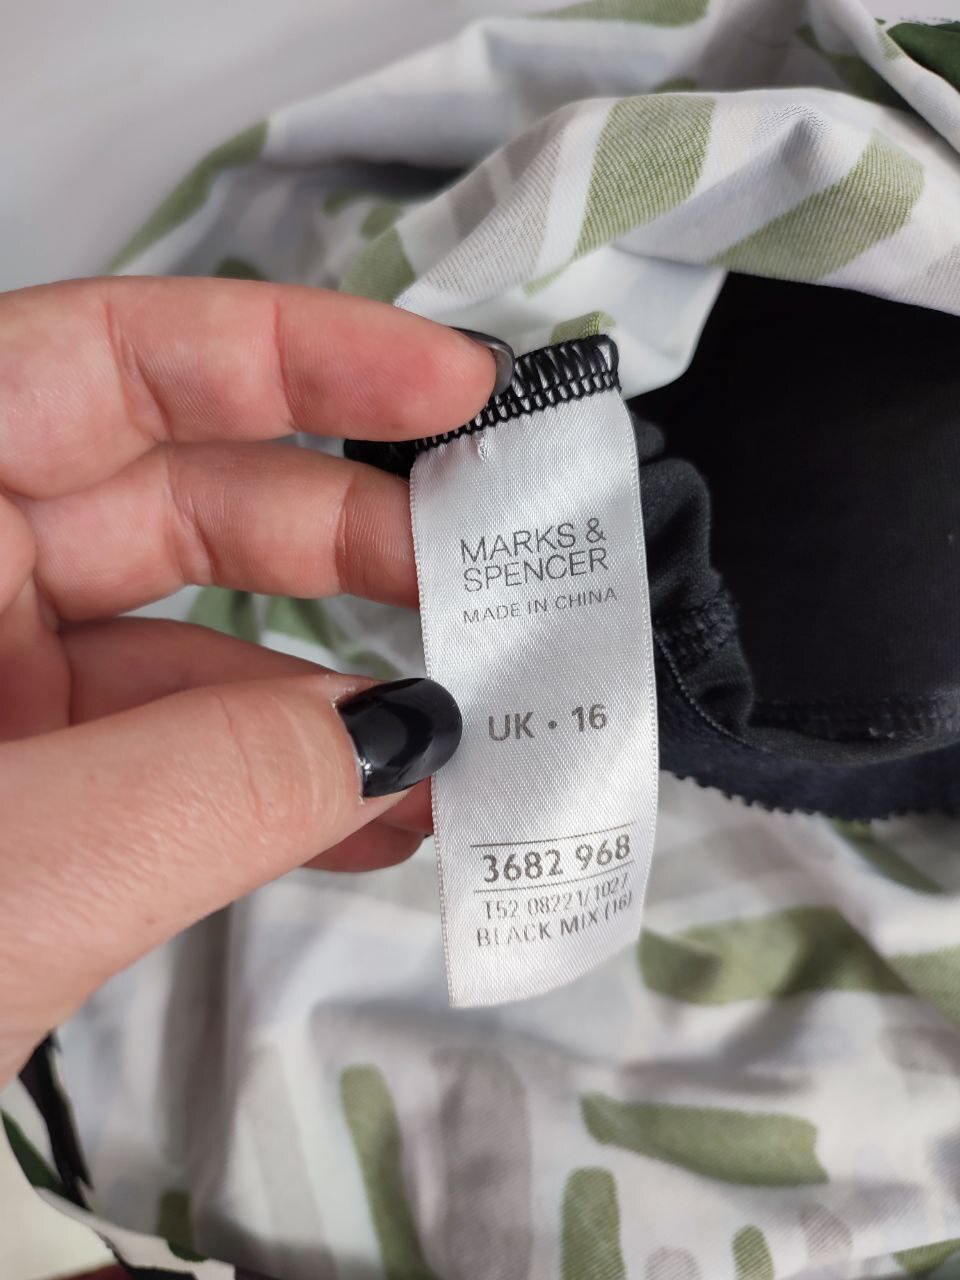 MARKS &
SPENCER
MADE IN CHINA
UK • 16
3682 968
T52 08221/1027
BLACK MIX (16)